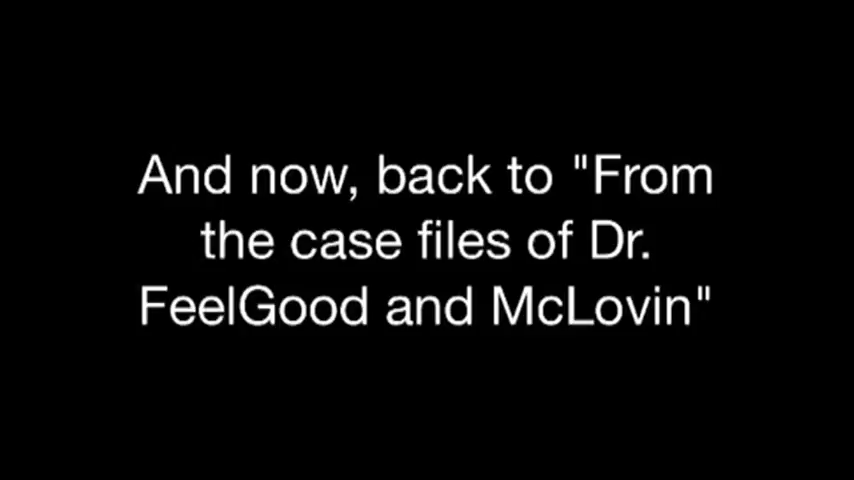 And now, back to "From
the case files of Dr.
FeelGood and McLovin"